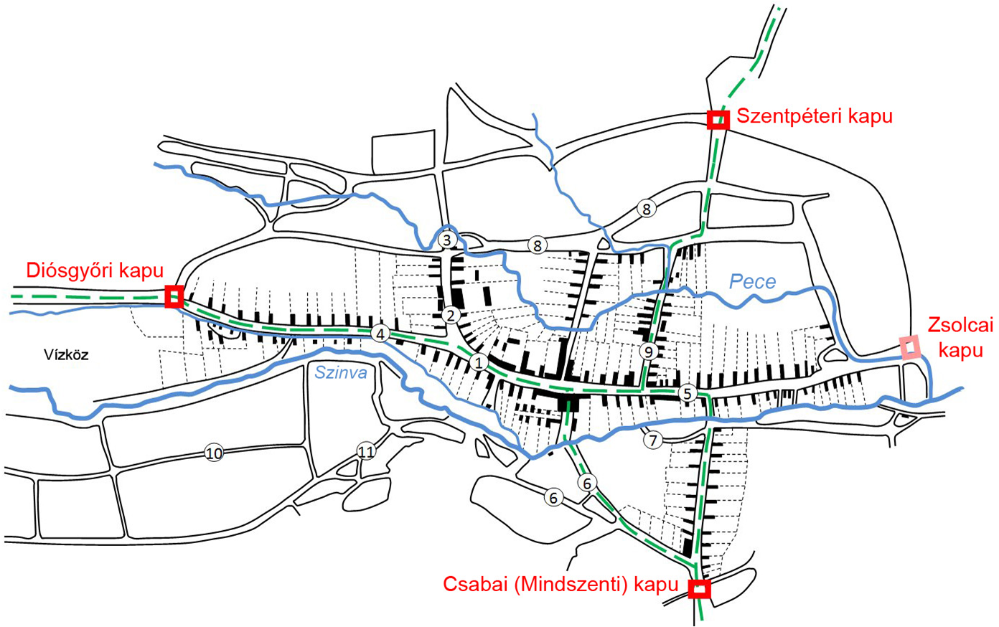 Szentpéteri kapu
8
3
8
Diósgyőri kapu
Pece
2
Zsolcai
kapu
4
Vízköz
9
1
Szinva
5
7
10
11
6
6
Csabai (Mindszenti) kapu